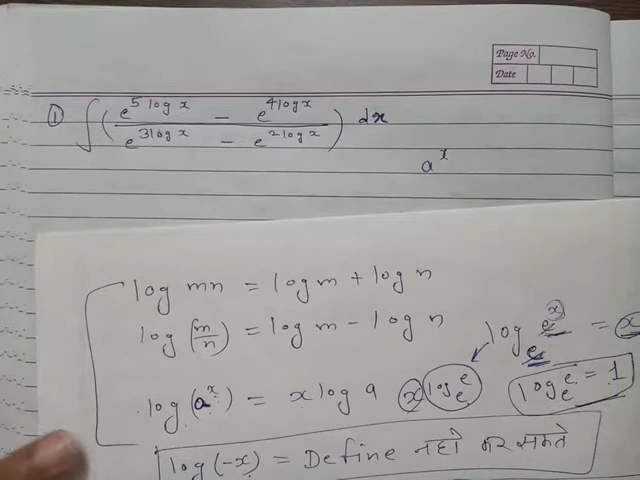 Page No.
Date
① ∫ ( (e^{5 log x} - e^{4 log x}) / (e^{3 log x} - e^{2 log x}) ) dx
a^x
log mn = log m + log n
log (m/n) = log m - log n
log_e e^x = x
log (a^x) = x log a
x log_e e
log_e e = 1
log (-x) = Define नहीं कर सकते